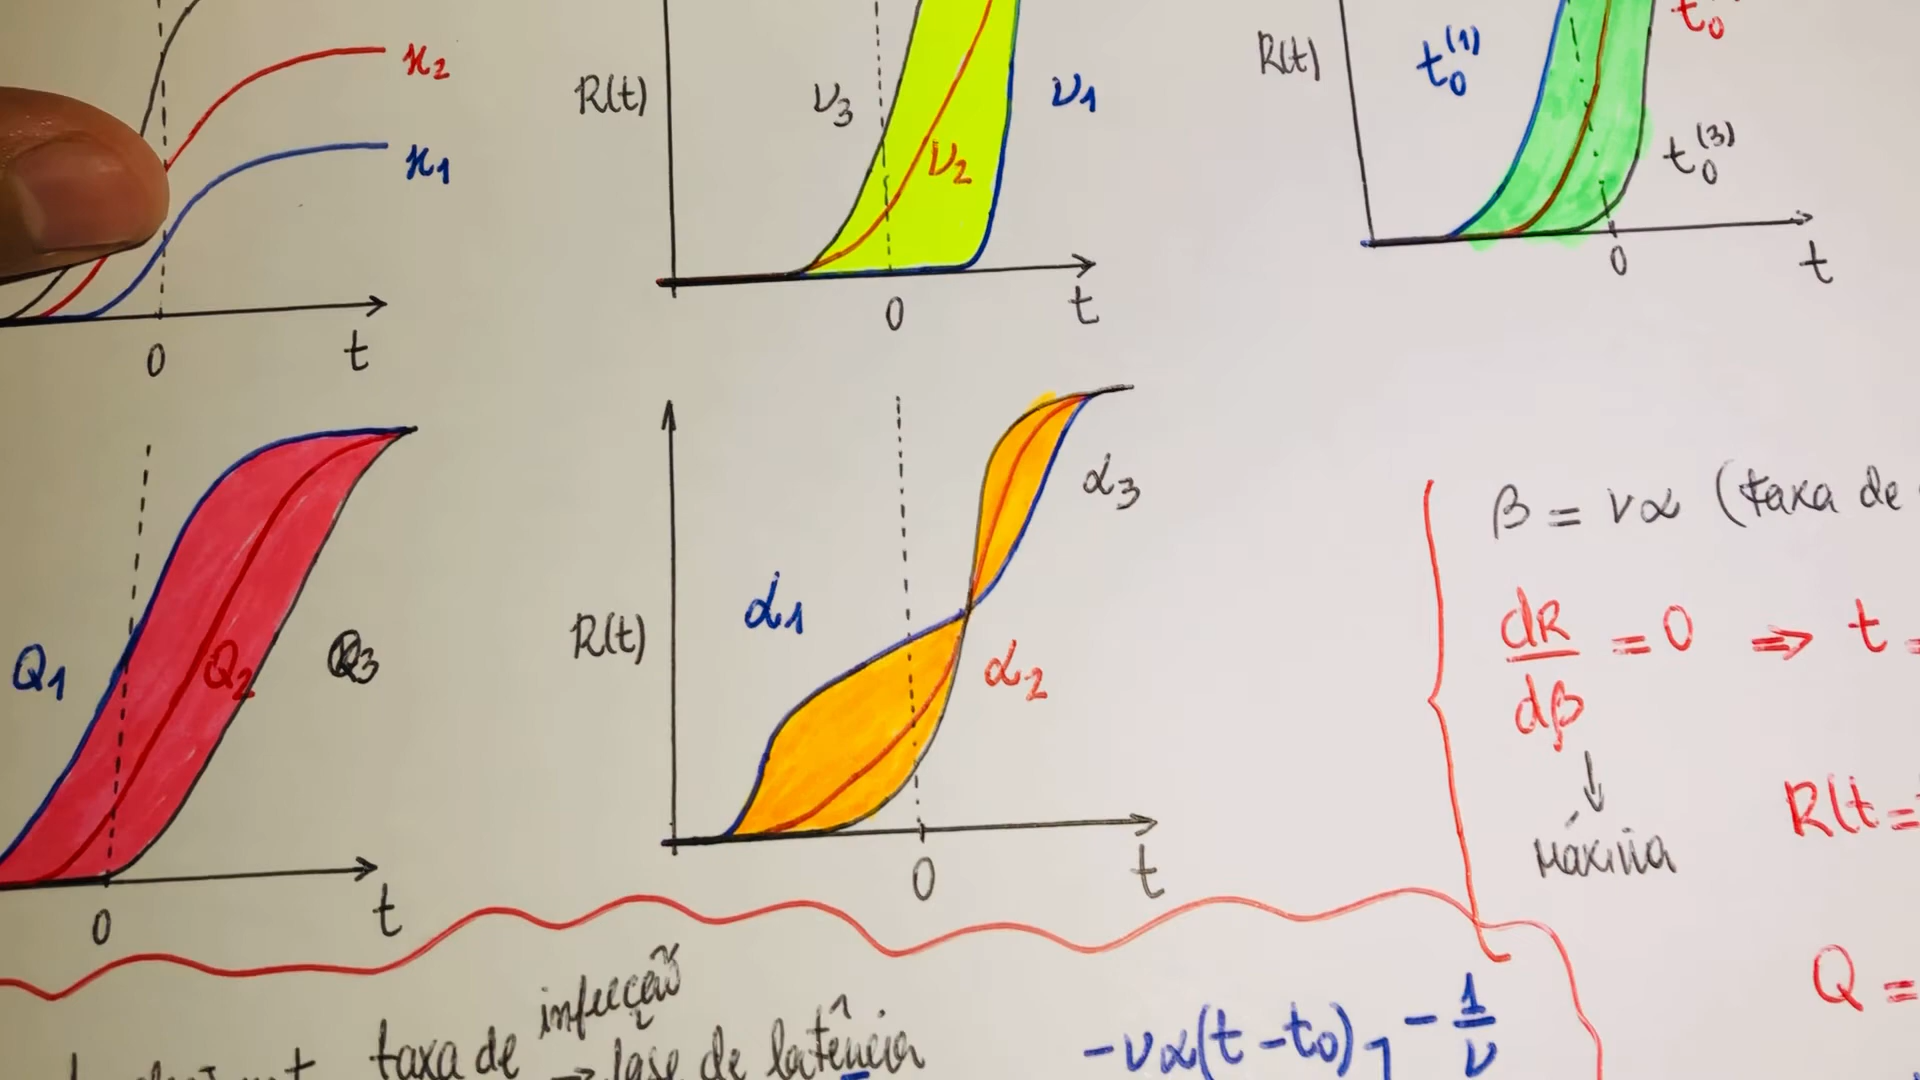 κ2
κ1
0
t
R(t)
ν3
ν2
ν1
0
t
R(t)
t0(1)
t0
t0(3)
0
t
Q1
Q2
Q3
0
t
R(t)
α1
α2
α3
0
t
β = να (taxa de
dR/dβ = 0 ⇒ t =
↓
máxima
R(t=
Q =
infecção
taxa de → fase de latência
-να(t-t0)] -1/ν